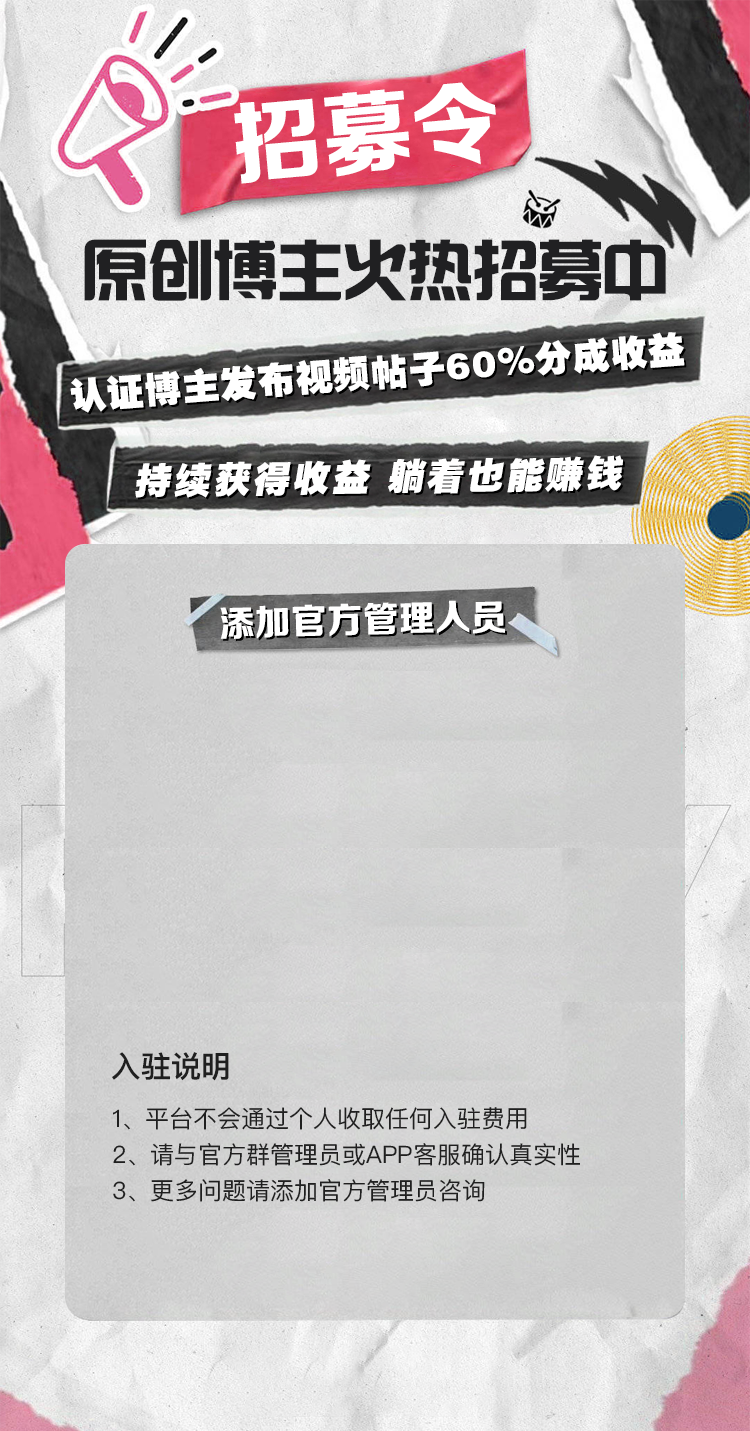 招募令
原创博主火热招募中
认证博主发布视频帖子60%分成收益
持续获得收益 躺着也能赚钱
添加官方管理人员
入驻说明
1、平台不会通过个人收取任何入驻费用
2、请与官方群管理员或APP客服确认真实性
3、更多问题请添加官方管理员咨询